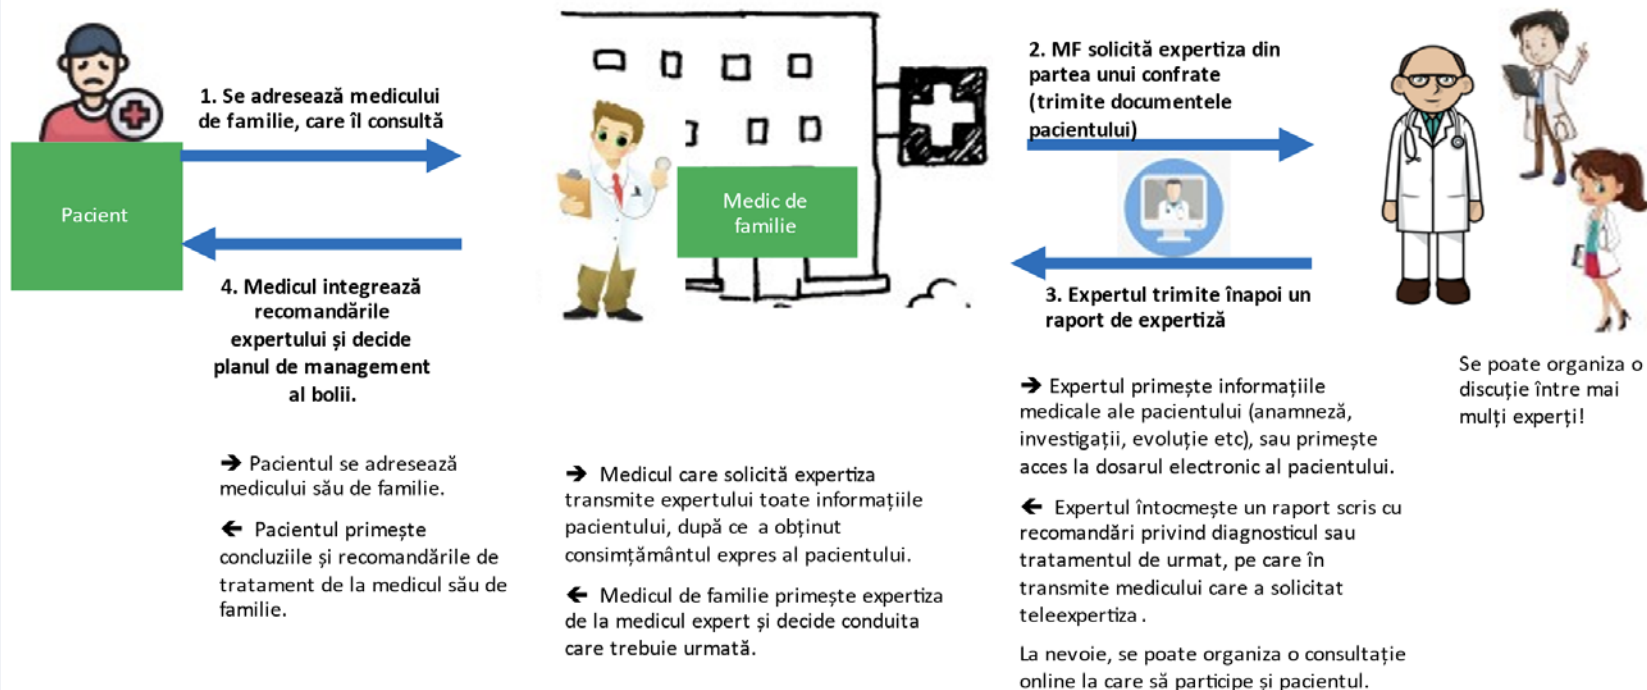 Pacient
1. Se adresează medicului
de familie, care îl consultă
4. Medicul integrează
recomandările
expertului și decide
planul de management
al bolii.
➔ Pacientul se adresează
medicului său de familie.
🡰 Pacientul primește
concluziile și recomandările de
tratament de la medicul său de
familie.
Medic de
familie
➔ Medicul care solicită expertiza
transmite expertului toate informațiile
pacientului, după ce a obținut
consimțământul expres al pacientului.
🡰 Medicul de familie primește expertiza
de la medicul expert și decide conduita
care trebuie urmată.
2. MF solicită expertiza din
partea unui confrate
(trimite documentele
pacientului)
3. Expertul trimite înapoi un
raport de expertiză
➔ Expertul primește informațiile
medicale ale pacientului (anamneză,
investigații, evoluție etc), sau primește
acces la dosarul electronic al pacientului.
🡰 Expertul întocmește un raport scris cu
recomandări privind diagnosticul sau
tratamentul de urmat, pe care în
transmite medicului care a solicitat
teleexpertiza .
La nevoie, se poate organiza o consultație
online la care să participe și pacientul.
Se poate organiza o
discuție între mai
mulți experți!